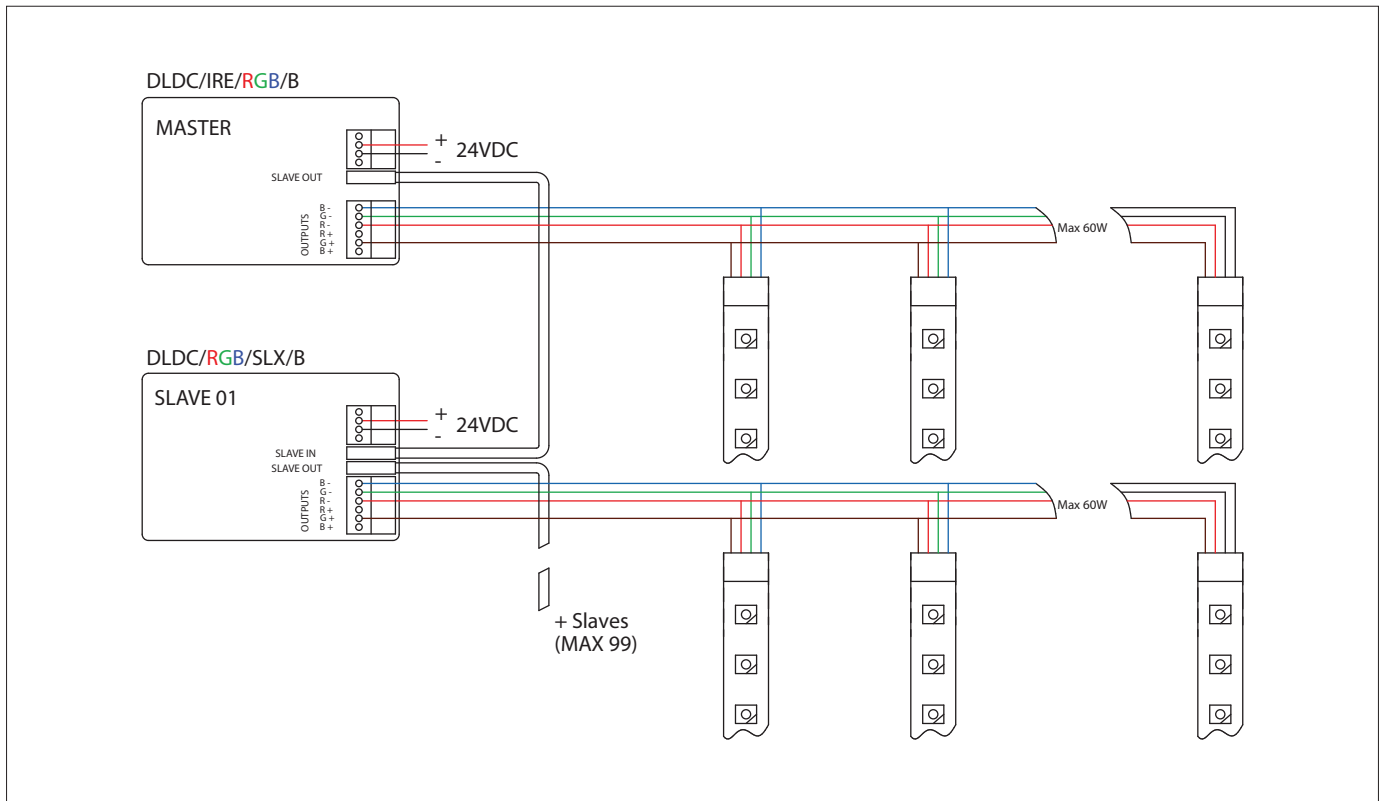 DLDC/IRE/RGB/B
MASTER
+
- 
24VDC
SLAVE OUT
OUTPUTS
B -
G -
R -
R +
G +
B +
Max 60W
DLDC/RGB/SLX/B
SLAVE 01
+
-
24VDC
SLAVE IN
SLAVE OUT
OUTPUTS
B -
G -
R -
R +
G +
B +
Max 60W
+ Slaves
(MAX 99)